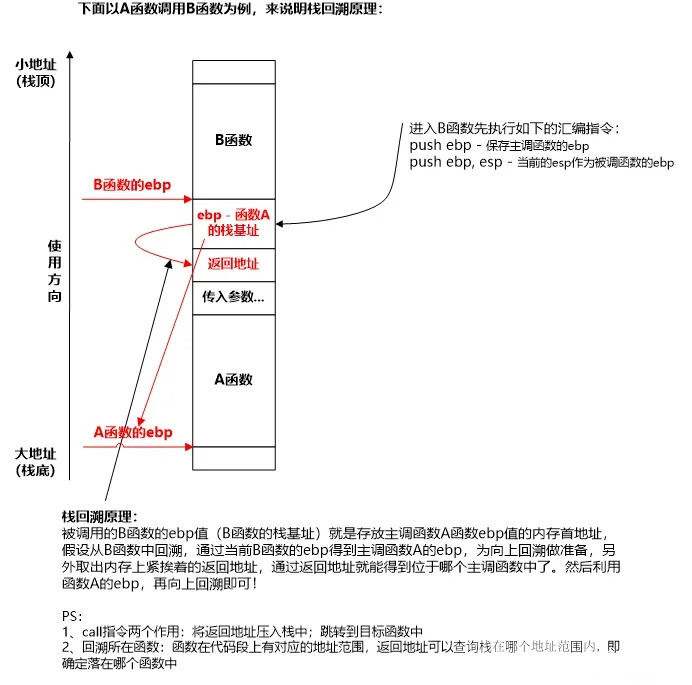 下面以A函数调用B函数为例，来说明栈回溯原理：
小地址
(栈顶)
B函数
进入B函数先执行如下的汇编指令：
push ebp - 保存主调函数的ebp
push ebp, esp - 当前的esp作为被调函数的ebp
B函数的ebp
ebp - 函数A
的栈基址
使用方向
返回地址
传入参数...
A函数
A函数的ebp
大地址
(栈底)
栈回溯原理：
被调用的B函数的ebp值（B函数的栈基址）就是存放主调函数A函数ebp值的内存首地址，
假设从B函数中回溯，通过当前B函数的ebp得到主调函数A的ebp，为向上回溯做准备，另
外取出内存上紧挨着的返回地址，通过返回地址就能得到位于哪个主调函数中了。然后利用
函数A的ebp，再向上回溯即可！
PS：
1、call指令两个作用：将返回地址压入栈中；跳转到目标函数中
2、回溯所在函数：函数在代码段上有对应的地址范围，返回地址可以查询栈在哪个地址范围内，即
确定落在哪个函数中